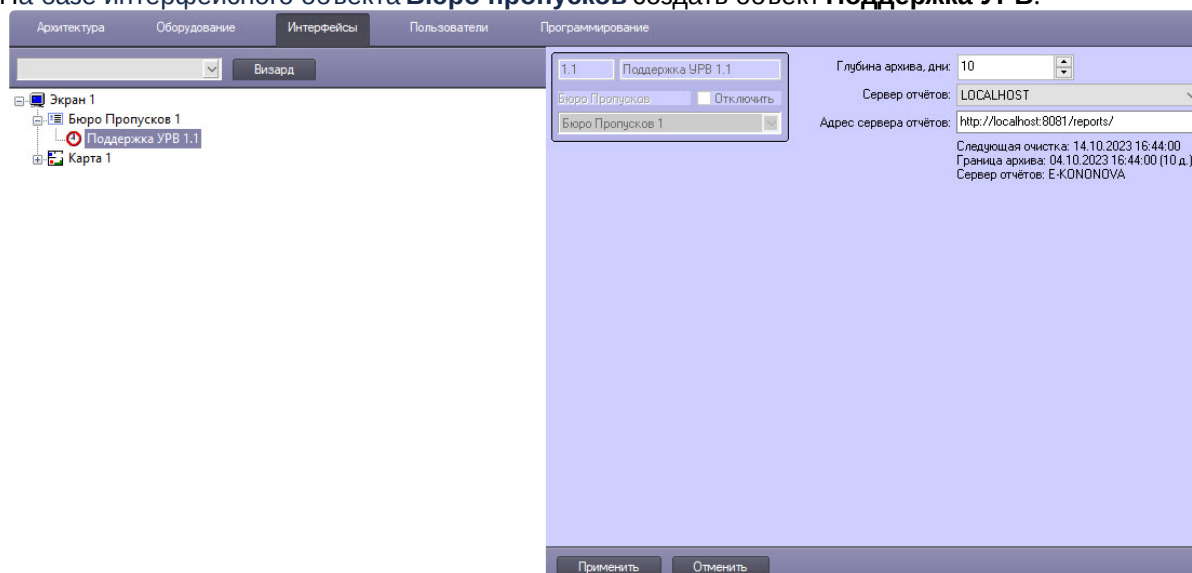 На базе интерфейсного объекта Бюро пропусков создать объект Поддержка УРВ.
Архитектура Оборудование Интерфейсы Пользователи Программирование
Визард
Экран 1
Бюро Пропусков 1
Поддержка УРВ 1.1
Карта 1
1.1 Поддержка УРВ 1.1
Бюро Пропусков Отключить
Бюро Пропусков 1
Глубина архива, дни: 10
Сервер отчётов: LOCALHOST
Адрес сервера отчётов: http://localhost:8081/reports/
Следующая очистка: 14.10.2023 16:44:00
Граница архива: 04.10.2023 16:44:00 (10 д.)
Сервер отчётов: E-KONONOVA
Применить Отменить